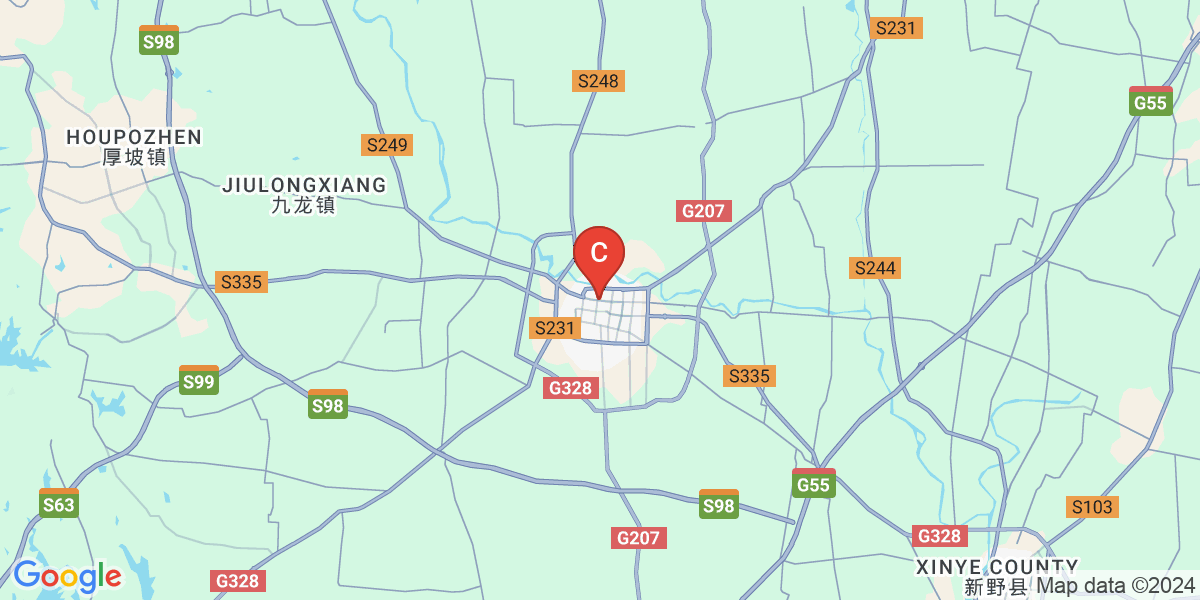 S231
S98
S248
G55
HOUPOZHEN
厚坡镇
S249
JIULONGXIANG
九龙镇
G207
C
S244
S335
S231
S335
S99
G328
S98
G55
S63
S98
S103
G207
G328
XINYE COUNTY
新野县
G328
Google
Map data ©2024